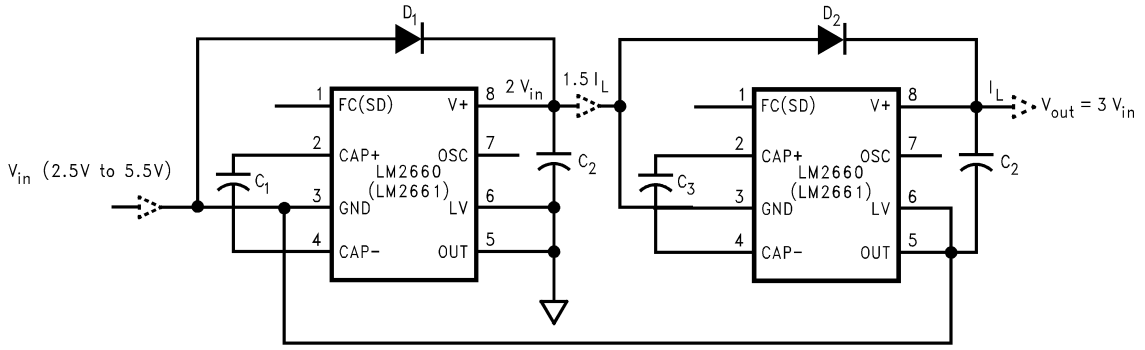 D1
D2
1 FC(SD) V+ 8
2 Vin
1.5 IL
1 FC(SD) V+ 8
IL
Vout = 3 Vin
2 CAP+ OSC 7
LM2660
(LM2661)
C1
C2
2 CAP+ OSC 7
LM2660
(LM2661)
C3
C2
Vin (2.5V to 5.5V)
3 GND LV 6
3 GND LV 6
4 CAP- OUT 5
4 CAP- OUT 5